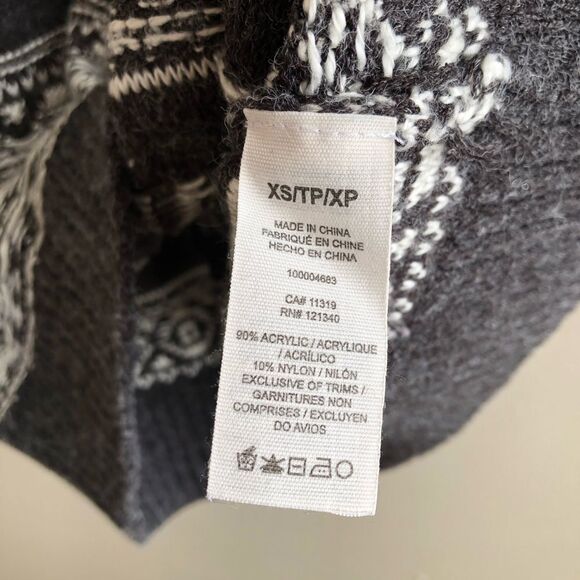 XS/TP/XP
MADE IN CHINA
FABRIQUÉ EN CHINE
HECHO EN CHINA
100004683
CA# 11319
RN# 121340
90% ACRYLIC / ACRYLIQUE
/ ACRÍLICO
10% NYLON / NILÓN
EXCLUSIVE OF TRIMS /
GARNITURES NON
COMPRISES / EXCLUYEN
DO AVIOS